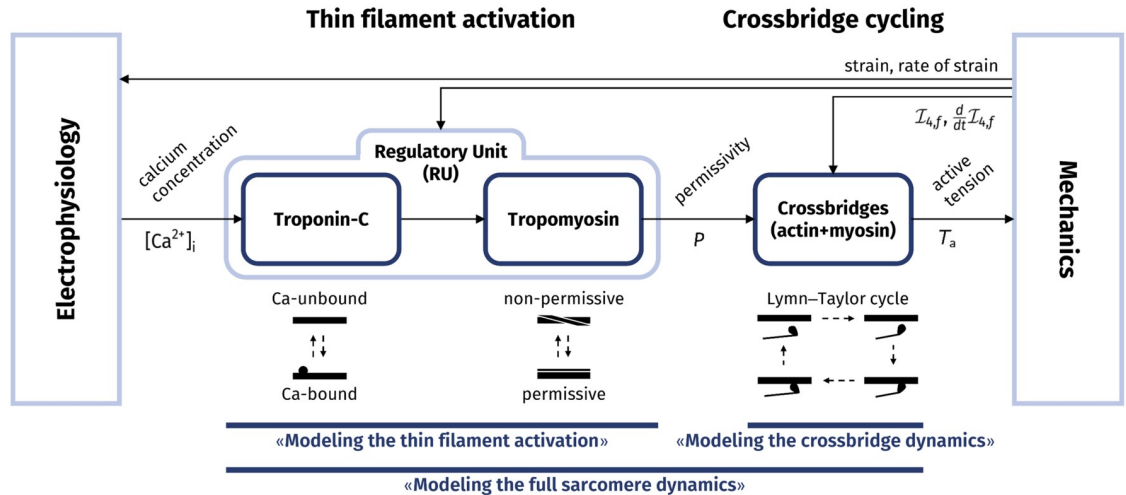 Thin filament activation
Crossbridge cycling
Electrophysiology
strain, rate of strain
𝓘₄,f, d/dt 𝓘₄,f
Mechanics
calcium
concentration
[Ca²⁺]ᵢ
Regulatory Unit
(RU)
Troponin-C
Tropomyosin
permissivity
P
Crossbridges
(actin+myosin)
active
tension
Tₐ
Ca-unbound
Ca-bound
non-permissive
permissive
Lymn–Taylor cycle
«Modeling the thin filament activation»
«Modeling the crossbridge dynamics»
«Modeling the full sarcomere dynamics»